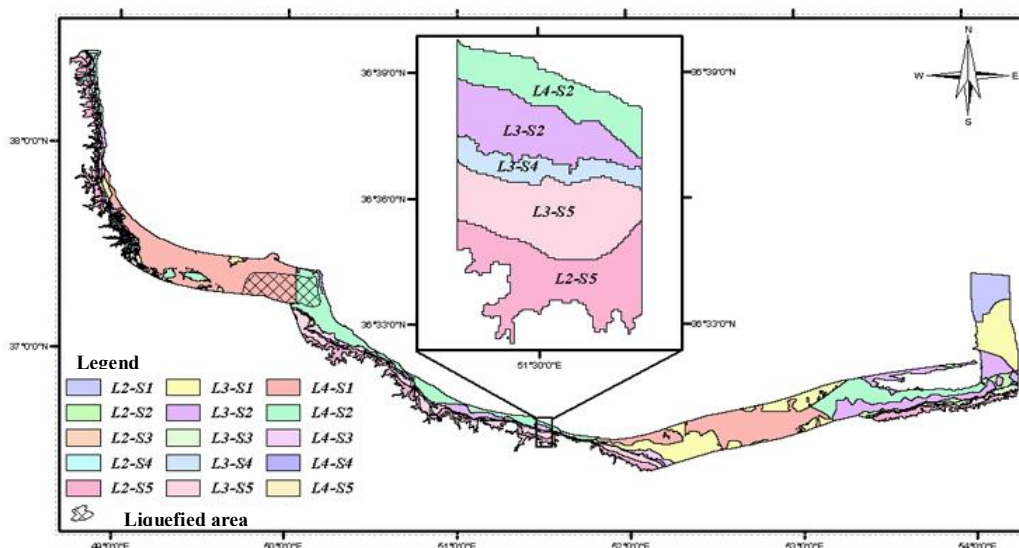 N
W E
S
36°39'0"N
36°39'0"N
L4-S2
38°0'0"N
L3-S2
L3-S4
36°36'0"N
L3-S5
L2-S5
36°33'0"N
36°33'0"N
37°0'0"N
51°30'0"E
Legend
L2-S1 L3-S1 L4-S1
L2-S2 L3-S2 L4-S2
L2-S3 L3-S3 L4-S3
L2-S4 L3-S4 L4-S4
L2-S5 L3-S5 L4-S5
Liquefied area